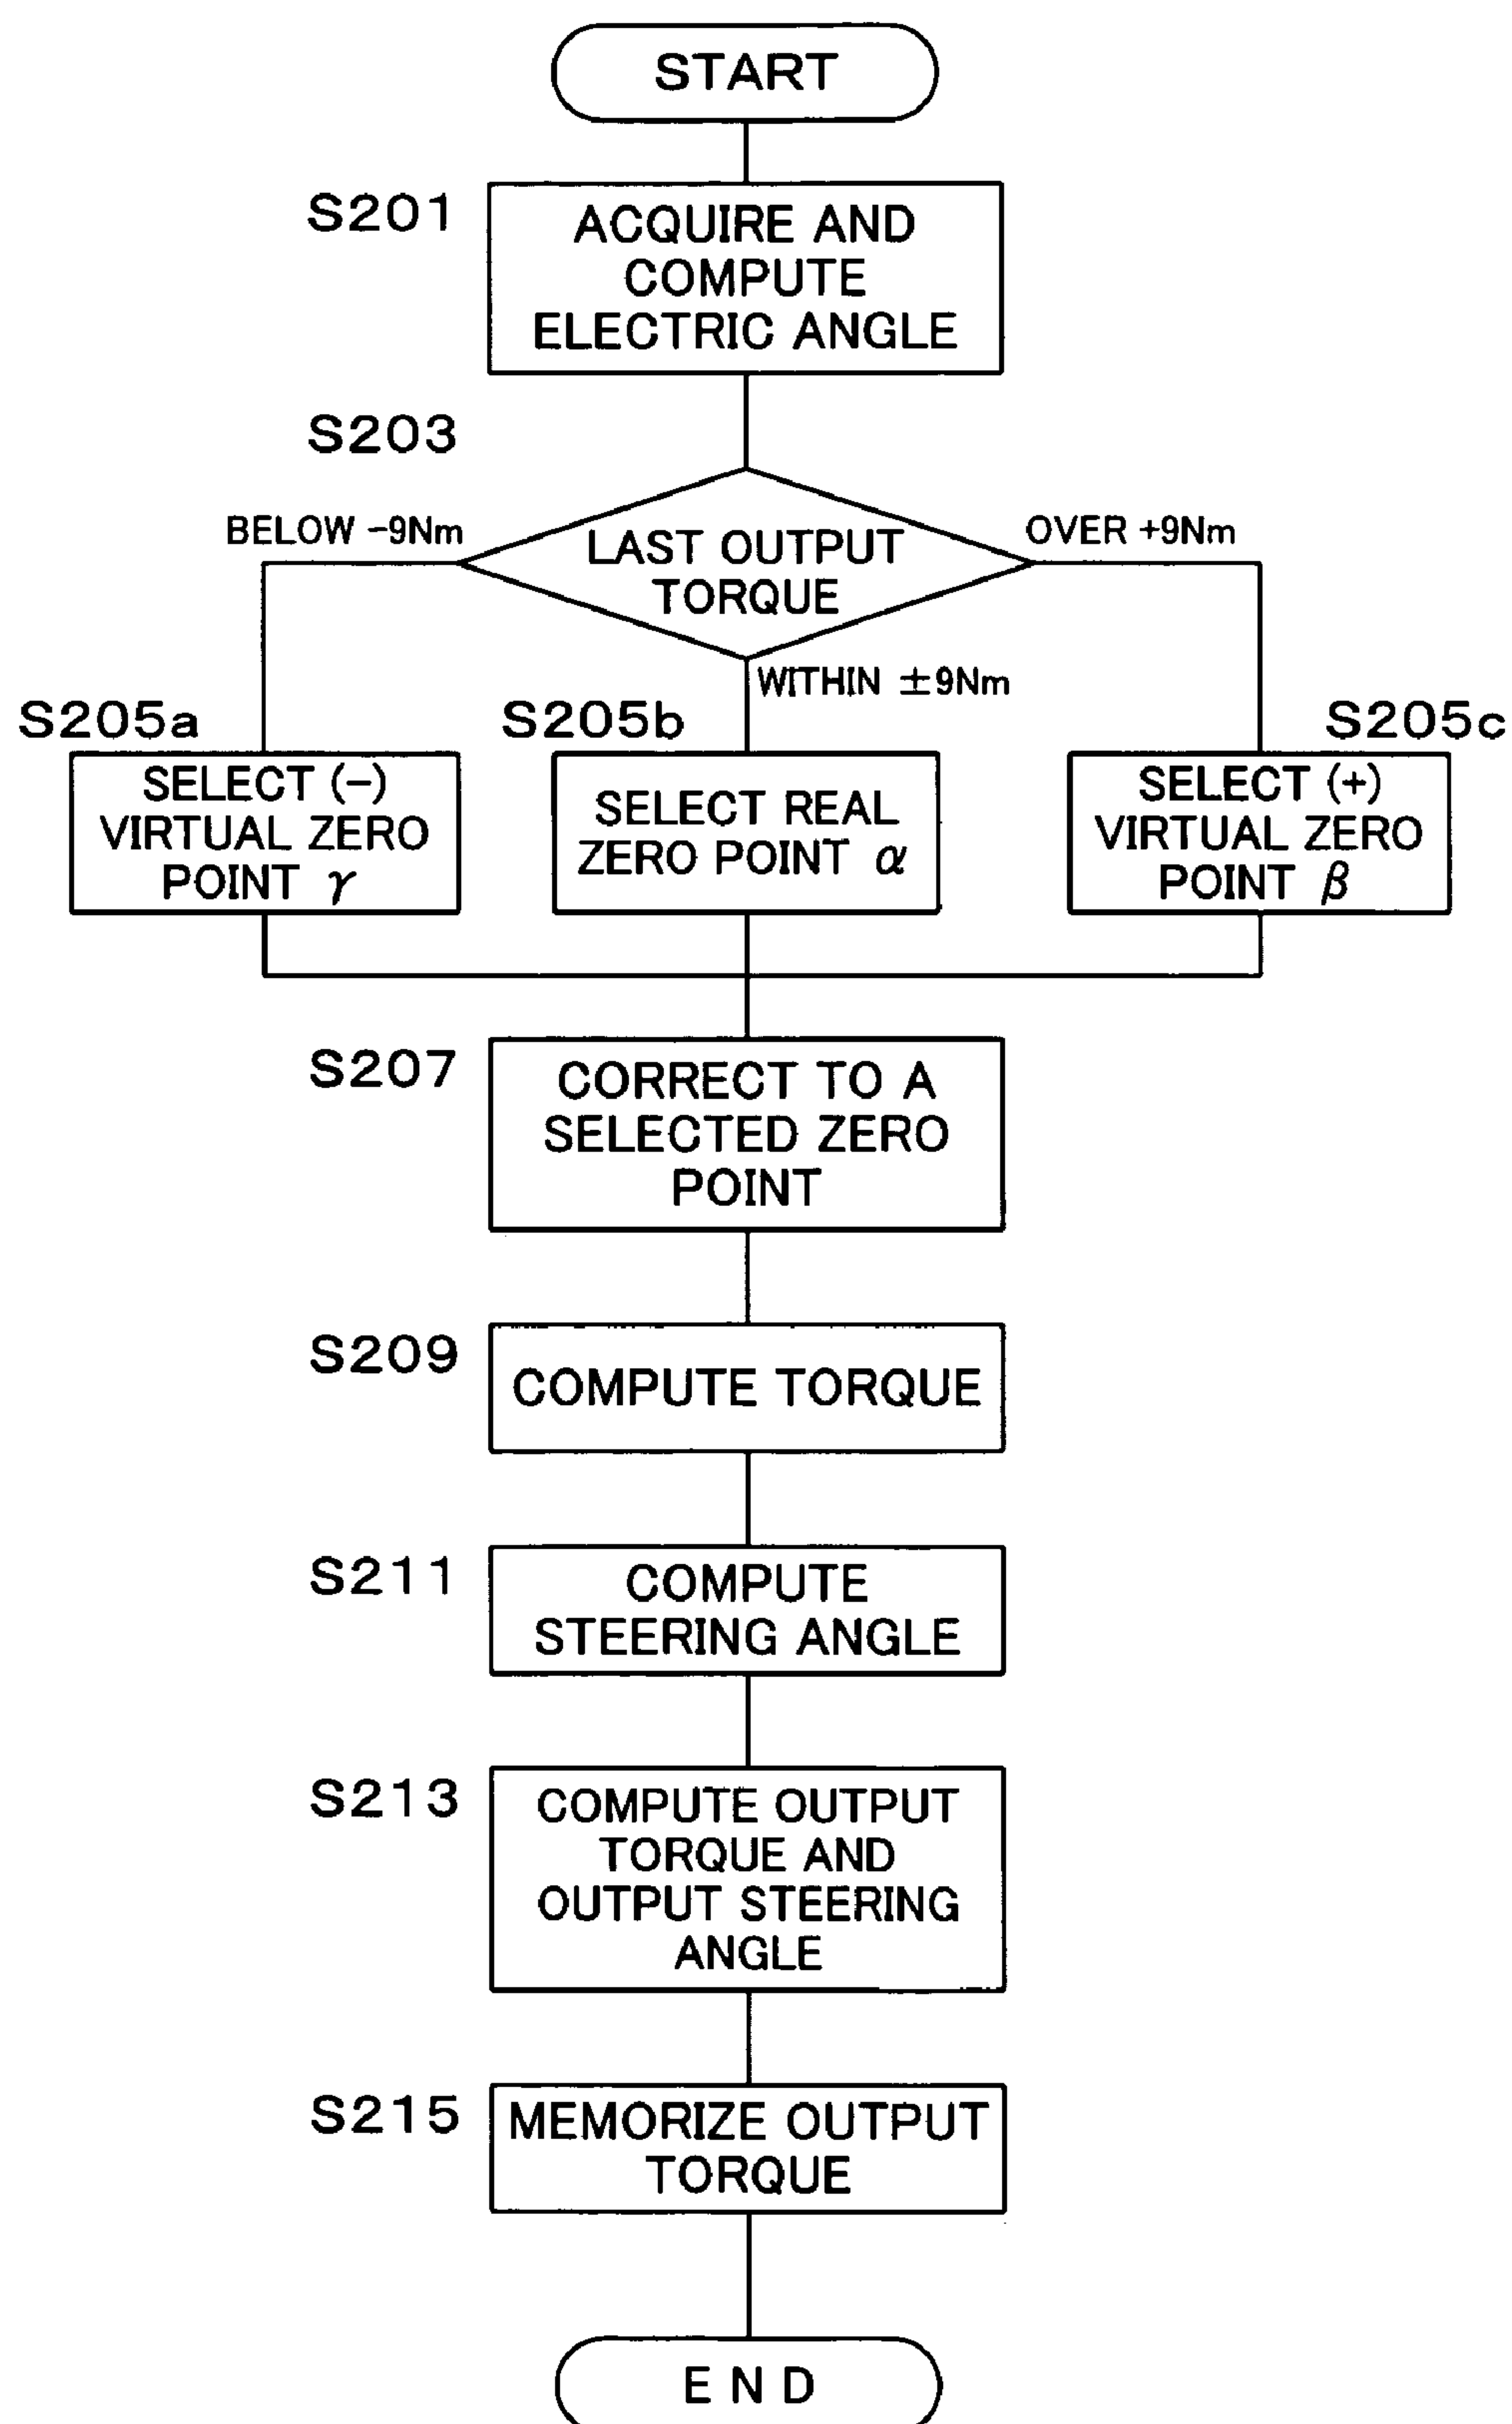 START
S201
ACQUIRE AND
COMPUTE
ELECTRIC ANGLE
S203
BELOW −9Nm
LAST OUTPUT
TORQUE
OVER +9Nm
WITHIN ±9Nm
S205a
SELECT (−)
VIRTUAL ZERO
POINT γ
S205b
SELECT REAL
ZERO POINT α
S205c
SELECT (+)
VIRTUAL ZERO
POINT β
S207
CORRECT TO A
SELECTED ZERO
POINT
S209
COMPUTE TORQUE
S211
COMPUTE
STEERING ANGLE
S213
COMPUTE OUTPUT
TORQUE AND
OUTPUT STEERING
ANGLE
S215
MEMORIZE OUTPUT
TORQUE
END